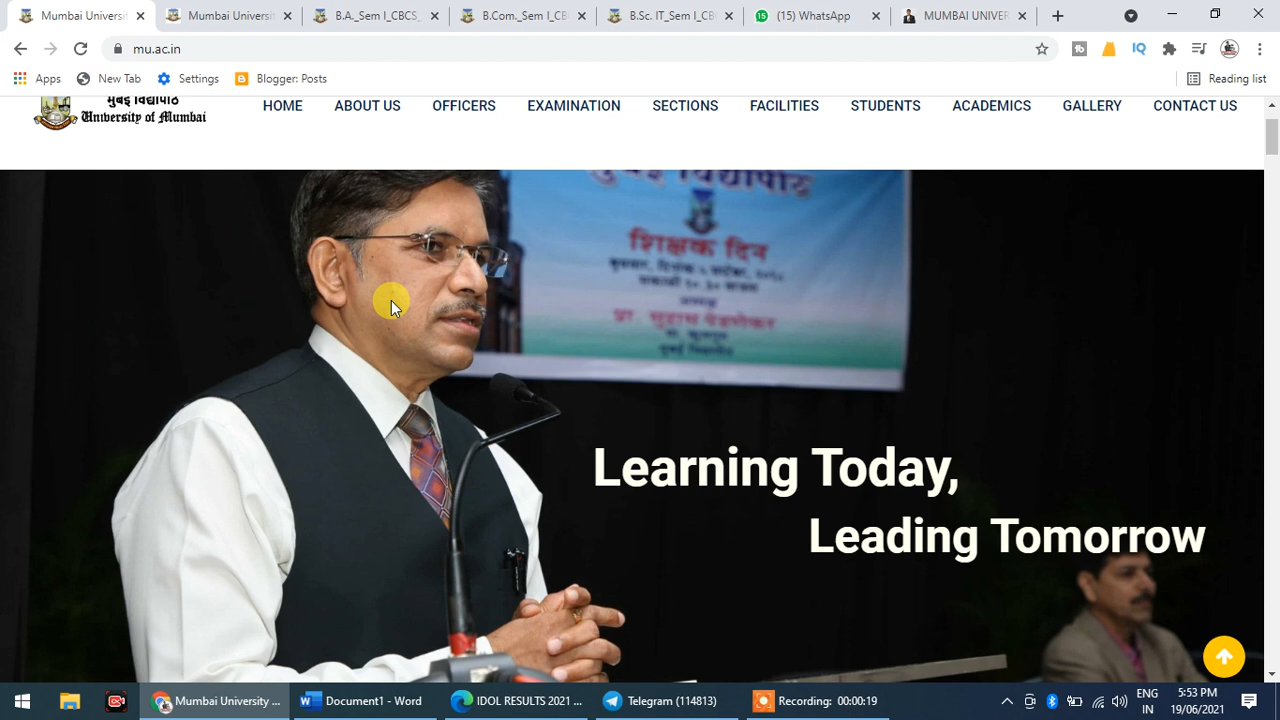 Mumbai Universi
Mumbai Universi
B.A._Sem I_CBCS_
B.Com._Sem I_CB
B.Sc. IT_Sem I_CB
(15) WhatsApp
MUMBAI UNIVER
mu.ac.in
Apps
New Tab
Settings
Blogger: Posts
Reading list
मुंबई विद्यापीठ
University of Mumbai
HOME
ABOUT US
OFFICERS
EXAMINATION
SECTIONS
FACILITIES
STUDENTS
ACADEMICS
GALLERY
CONTACT US
मुंबई विद्यापीठ
शिक्षक दिन
Learning Today,
Leading Tomorrow
Mumbai University ...
Document1 - Word
IDOL RESULTS 2021 ...
Telegram (114813)
Recording: 00:00:19
ENG
IN
5:53 PM
19/06/2021